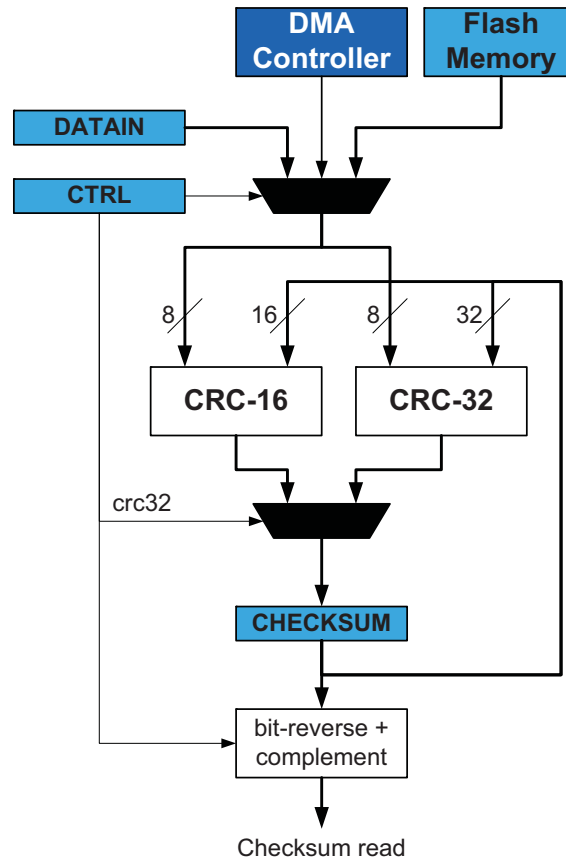 DMA
Controller
Flash
Memory
DATAIN
CTRL
8
16
8
32
CRC-16
CRC-32
crc32
CHECKSUM
bit-reverse +
complement
Checksum read